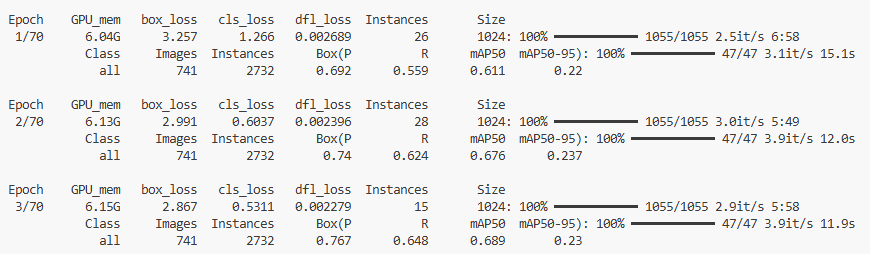 Epoch GPU_mem box_loss cls_loss dfl_loss Instances Size
1/70 6.04G 3.257 1.266 0.002689 26 1024: 100% ━━━━━━━━━━━━ 1055/1055 2.5it/s 6:58
Class Images Instances Box(P R mAP50 mAP50-95): 100% ━━━━━━━━━━━━ 47/47 3.1it/s 15.1s
all 741 2732 0.692 0.559 0.611 0.22
Epoch GPU_mem box_loss cls_loss dfl_loss Instances Size
2/70 6.13G 2.991 0.6037 0.002396 28 1024: 100% ━━━━━━━━━━━━ 1055/1055 3.0it/s 5:49
Class Images Instances Box(P R mAP50 mAP50-95): 100% ━━━━━━━━━━━━ 47/47 3.9it/s 12.0s
all 741 2732 0.74 0.624 0.676 0.237
Epoch GPU_mem box_loss cls_loss dfl_loss Instances Size
3/70 6.15G 2.867 0.5311 0.002279 15 1024: 100% ━━━━━━━━━━━━ 1055/1055 2.9it/s 5:58
Class Images Instances Box(P R mAP50 mAP50-95): 100% ━━━━━━━━━━━━ 47/47 3.9it/s 11.9s
all 741 2732 0.767 0.648 0.689 0.23